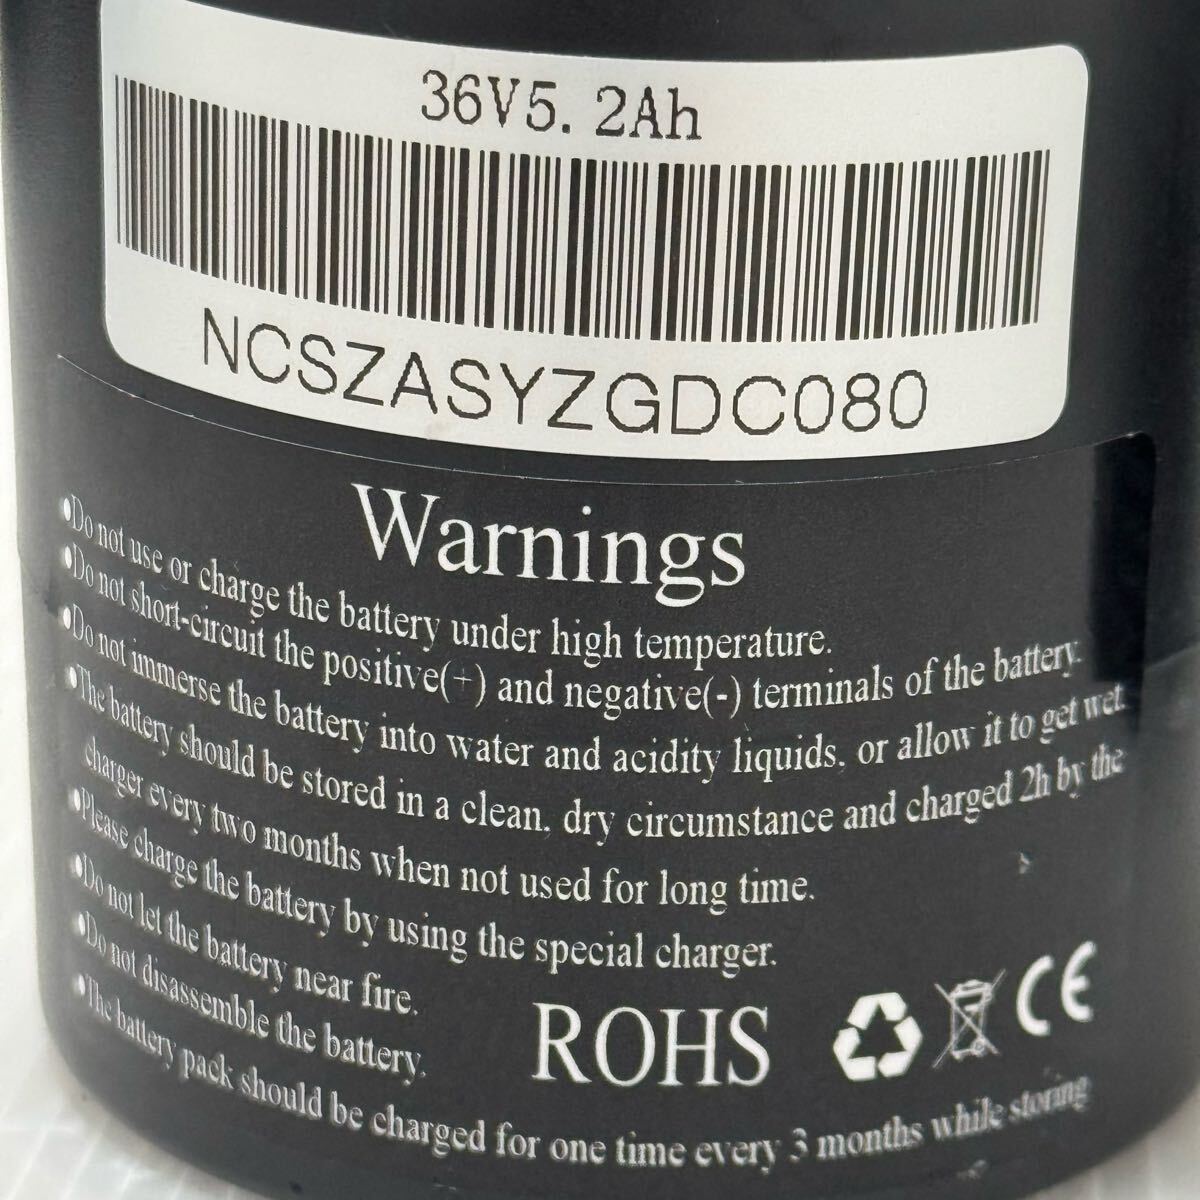 36V5.2Ah
NCSZASYZGDC080
Warnings
•Do not use or charge the battery under high temperature.
•Do not short-circuit the positive(+) and negative(-) terminals of the battery.
•Do not immerse the battery into water and acidity liquids. or allow it to get wet.
•The battery should be stored in a clean, dry circumstance and charged 2h by the
charger every two months when not used for long time.
•Please charge the battery by using the special charger.
•Do not let the battery near fire.
•Do not disassemble the battery.
•The battery pack should be charged for one time every 3 months while storing
ROHS CE